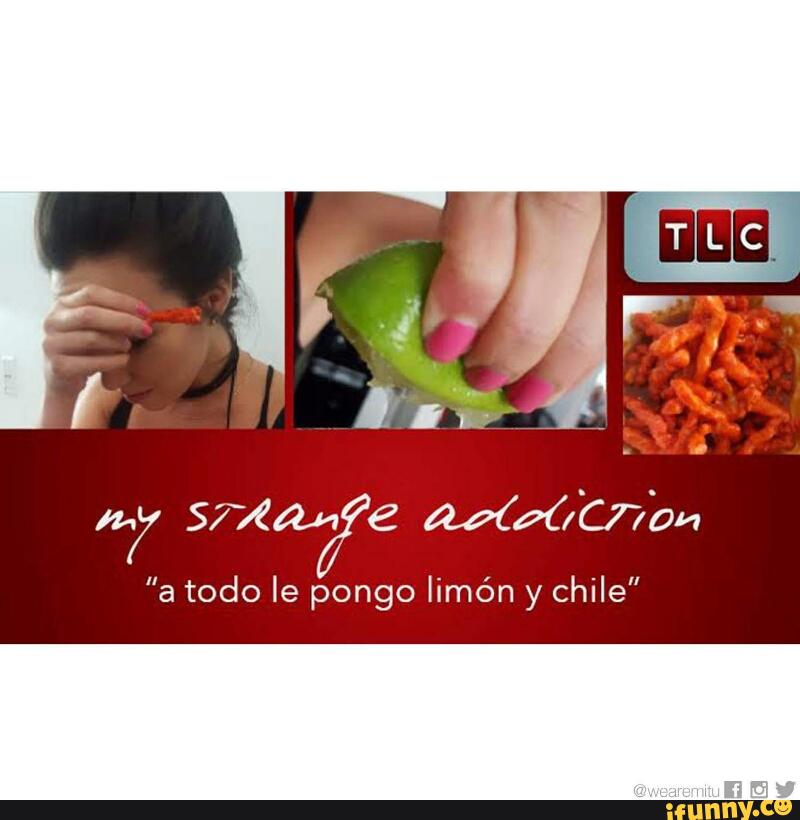 TLC
my strange addiction
"a todo le pongo limón y chile"
@wearemitu
ifunny.co